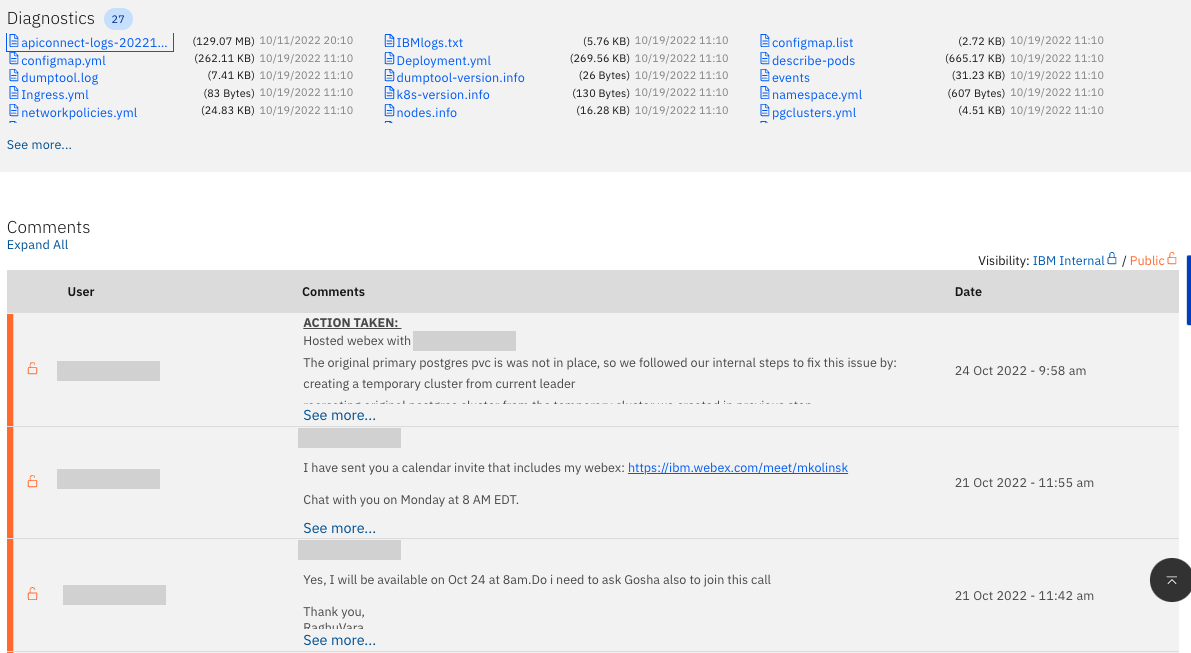 Diagnostics 27
apiconnect-logs-20221... (129.07 MB) 10/11/2022 20:10 IBMlogs.txt (5.76 KB) 10/19/2022 11:10 configmap.list (2.72 KB) 10/19/2022 11:10
configmap.yml (262.11 KB) 10/19/2022 11:10 Deployment.yml (269.56 KB) 10/19/2022 11:10 describe-pods (665.17 KB) 10/19/2022 11:10
dumptool.log (7.41 KB) 10/19/2022 11:10 dumptool-version.info (26 Bytes) 10/19/2022 11:10 events (31.23 KB) 10/19/2022 11:10
Ingress.yml (83 Bytes) 10/19/2022 11:10 k8s-version.info (130 Bytes) 10/19/2022 11:10 namespace.yml (607 Bytes) 10/19/2022 11:10
networkpolicies.yml (24.83 KB) 10/19/2022 11:10 nodes.info (16.28 KB) 10/19/2022 11:10 pgclusters.yml (4.51 KB) 10/19/2022 11:10
See more...
Comments
Expand All
Visibility: IBM Internal / Public
User Comments Date
ACTION TAKEN:
Hosted webex with
The original primary postgres pvc is was not in place, so we followed our internal steps to fix this issue by:
24 Oct 2022 - 9:58 am
creating a temporary cluster from current leader
recreating original postgres cluster from the temporary cluster we created in previous step
See more...
I have sent you a calendar invite that includes my webex: https://ibm.webex.com/meet/mkolinsk
21 Oct 2022 - 11:55 am
Chat with you on Monday at 8 AM EDT.
See more...
Yes, I will be available on Oct 24 at 8am.Do i need to ask Gosha also to join this call
21 Oct 2022 - 11:42 am
Thank you,
RaghuVara
See more...